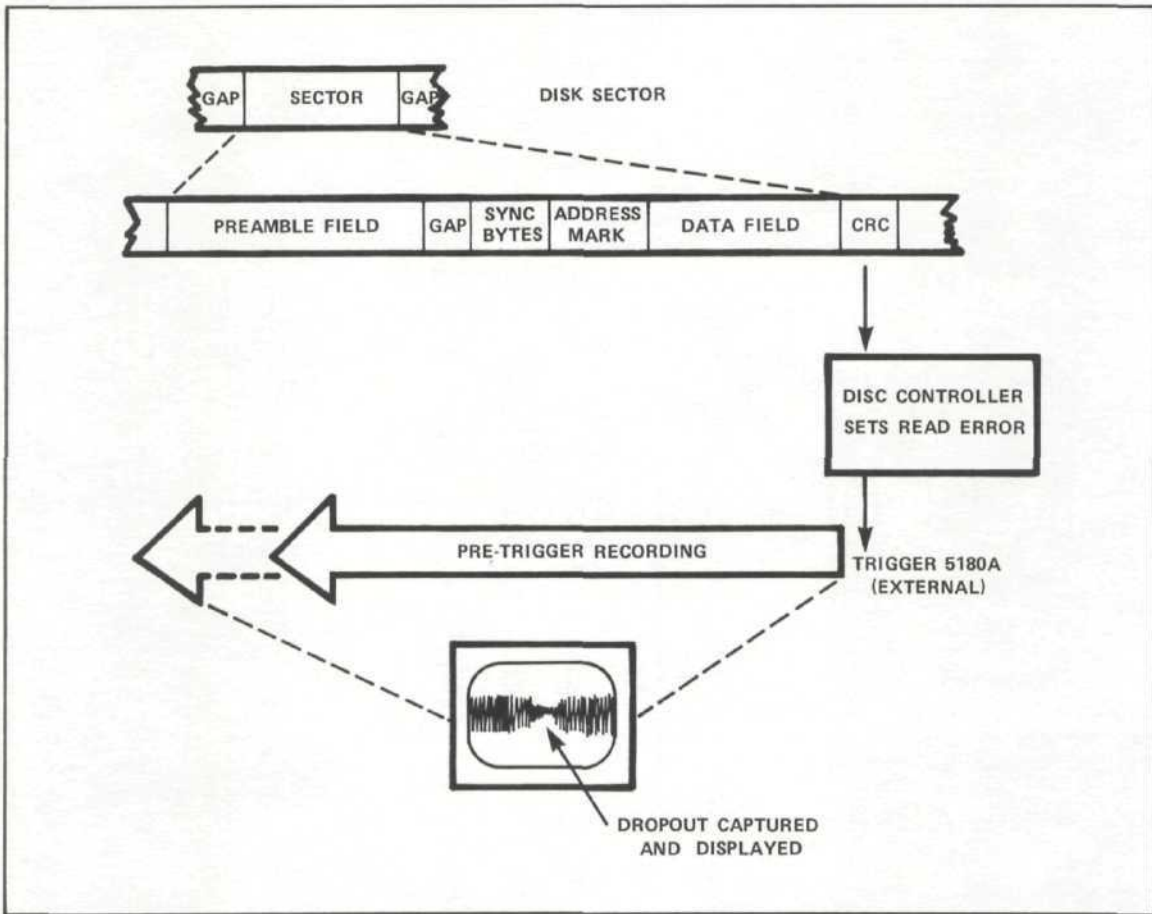 GAP SECTOR GAP DISK SECTOR
PREAMBLE FIELD GAP SYNC BYTES ADDRESS MARK DATA FIELD CRC
DISC CONTROLLER
SETS READ ERROR
PRE-TRIGGER RECORDING
TRIGGER 5180A
(EXTERNAL)
DROPOUT CAPTURED
AND DISPLAYED